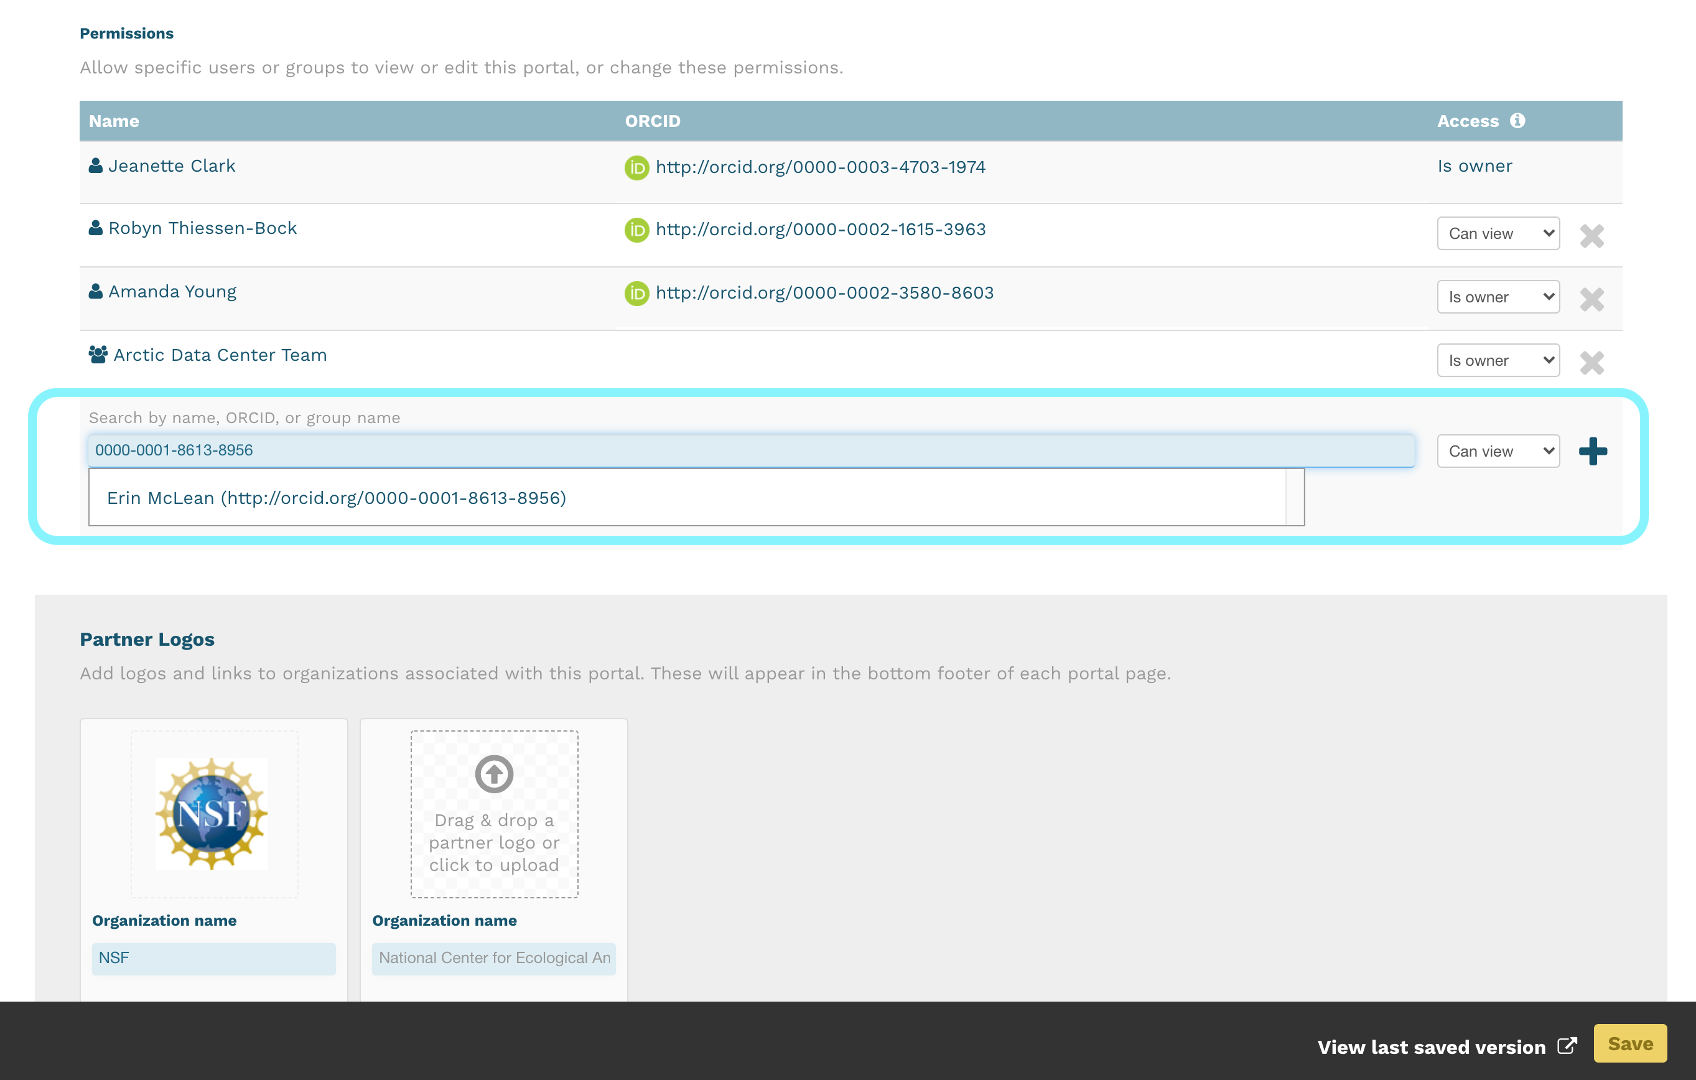 Permissions
Allow specific users or groups to view or edit this portal, or change these permissions.
Name ORCID Access
Jeanette Clark iD http://orcid.org/0000-0003-4703-1974 Is owner
Robyn Thiessen-Bock iD http://orcid.org/0000-0002-1615-3963 Can view
Amanda Young iD http://orcid.org/0000-0002-3580-8603 Is owner
Arctic Data Center Team Is owner
Search by name, ORCID, or group name
0000-0001-8613-8956 Can view
Erin McLean (http://orcid.org/0000-0001-8613-8956)
Partner Logos
Add logos and links to organizations associated with this portal. These will appear in the bottom footer of each portal page.
NSF
Drag & drop a
partner logo or
click to upload
Organization name Organization name
NSF National Center for Ecological An
View last saved version Save